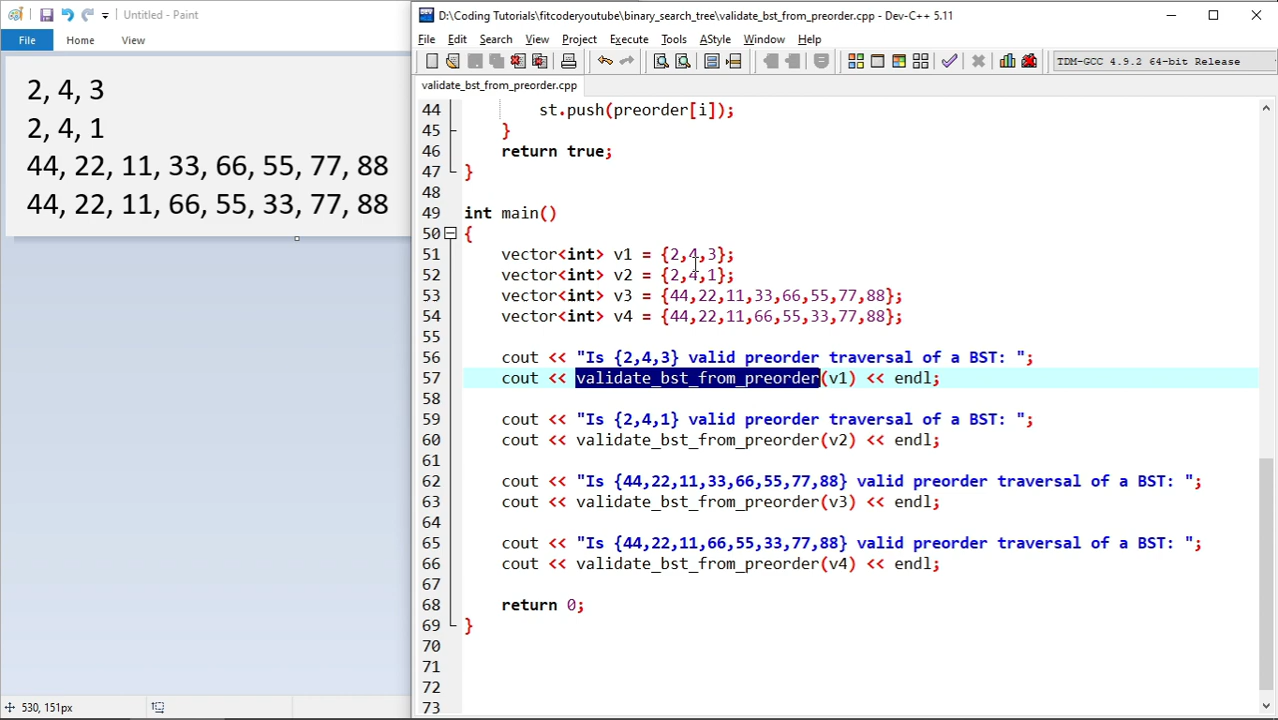 Untitled - Paint
File Home View
2, 4, 3
2, 4, 1
44, 22, 11, 33, 66, 55, 77, 88
44, 22, 11, 66, 55, 33, 77, 88
530, 151px
D:\Coding Tutorials\fitcoderyoutube\binary_search_tree\validate_bst_from_preorder.cpp - Dev-C++ 5.11
File Edit Search View Project Execute Tools AStyle Window Help
TDM-GCC 4.9.2 64-bit Release
validate_bst_from_preorder.cpp
44 st.push(preorder[i]);
45 }
46 return true;
47 }
48
49 int main()
50 {
51 vector<int> v1 = {2,4,3};
52 vector<int> v2 = {2,4,1};
53 vector<int> v3 = {44,22,11,33,66,55,77,88};
54 vector<int> v4 = {44,22,11,66,55,33,77,88};
55
56 cout << "Is {2,4,3} valid preorder traversal of a BST: ";
57 cout << validate_bst_from_preorder(v1) << endl;
58
59 cout << "Is {2,4,1} valid preorder traversal of a BST: ";
60 cout << validate_bst_from_preorder(v2) << endl;
61
62 cout << "Is {44,22,11,33,66,55,77,88} valid preorder traversal of a BST: ";
63 cout << validate_bst_from_preorder(v3) << endl;
64
65 cout << "Is {44,22,11,66,55,33,77,88} valid preorder traversal of a BST: ";
66 cout << validate_bst_from_preorder(v4) << endl;
67
68 return 0;
69 }
70
71
72
73